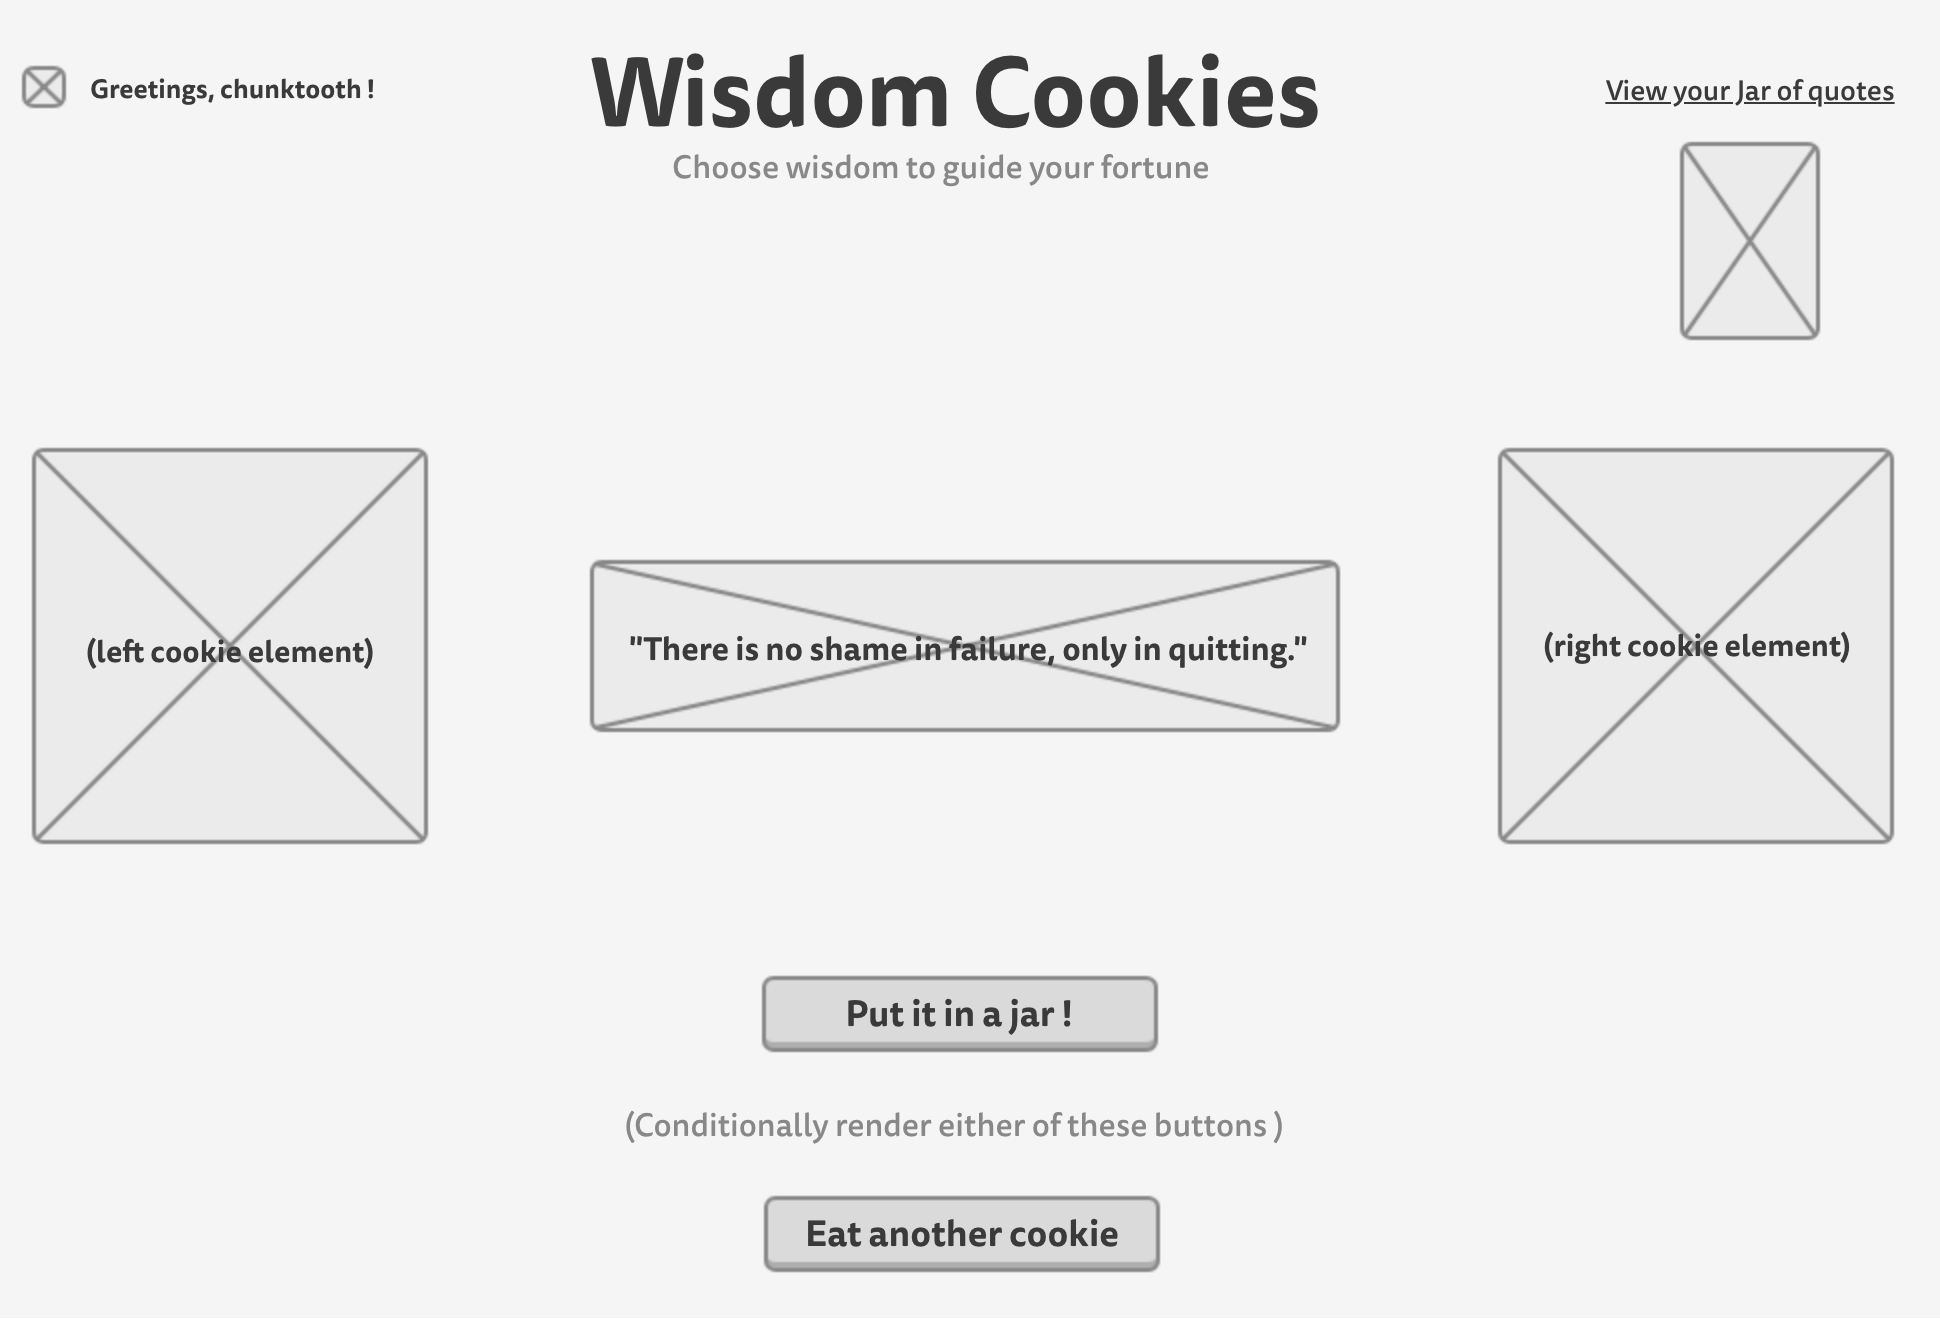 Greetings, chunktooth !
Wisdom Cookies
View your Jar of quotes
Choose wisdom to guide your fortune
(left cookie element)
"There is no shame in failure, only in quitting."
(right cookie element)
Put it in a jar !
(Conditionally render either of these buttons )
Eat another cookie